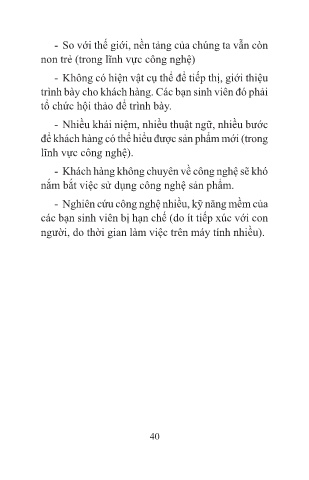 - So với thế giới, nền tảng của chúng ta vẫn còn
non trẻ (trong lĩnh vực công nghệ)
- Không có hiện vật cụ thể để tiếp thị, giới thiệu
trình bày cho khách hàng. Các bạn sinh viên đó phải
tổ chức hội thảo để trình bày.
- Nhiều khái niệm, nhiều thuật ngữ, nhiều bước
để khách hàng có thể hiểu được sản phẩm mới (trong
lĩnh vực công nghệ).
- Khách hàng không chuyên về công nghệ sẽ khó
nắm bắt việc sử dụng công nghệ sản phẩm.
- Nghiên cứu công nghệ nhiều, kỹ năng mềm của
các bạn sinh viên bị hạn chế (do ít tiếp xúc với con
người, do thời gian làm việc trên máy tính nhiều).
40